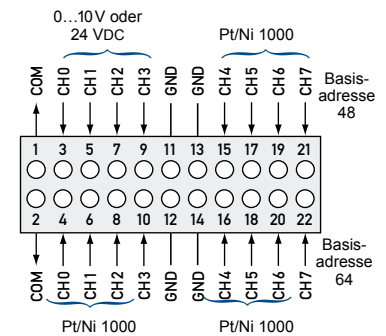 0…10V oder
24 VDC
Pt/Ni 1000
COM CH0 CH1 CH2 CH3 GND GND CH4 CH5 CH6 CH7
Basis-
adresse
48
1 3 5 7 9 11 13 15 17 19 21
2 4 6 8 10 12 14 16 18 20 22
COM CH0 CH1 CH2 CH3 GND GND CH4 CH5 CH6 CH7
Basis-
adresse
64
Pt/Ni 1000 Pt/Ni 1000